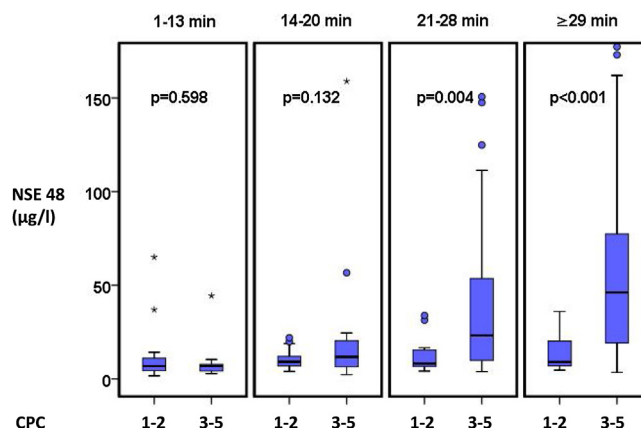 1-13 min 14-20 min 21-28 min ≥29 min
150
p=0.598 p=0.132 p=0.004 p<0.001
100
NSE 48
(µg/l)
50
0
CPC 1-2 3-5 1-2 3-5 1-2 3-5 1-2 3-5